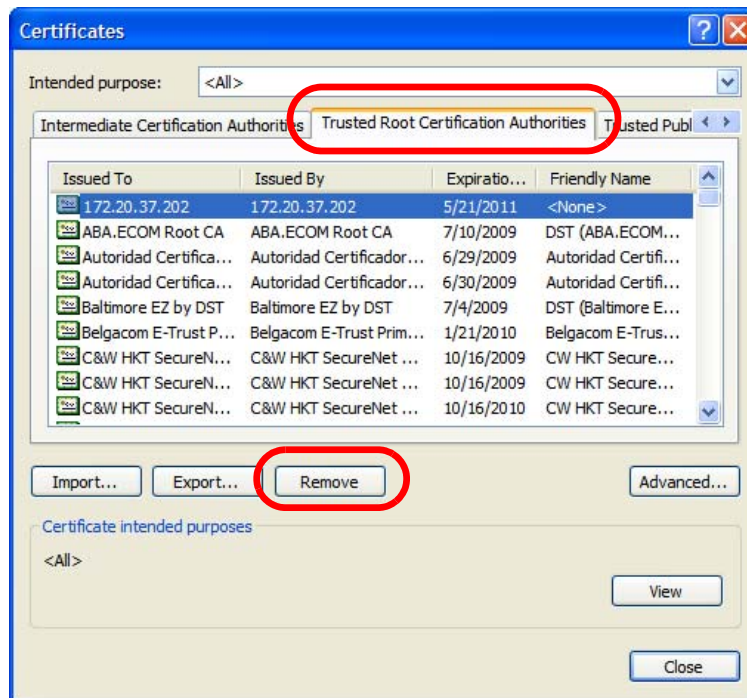 Certificates
Intended purpose: <All>
Intermediate Certification Authorities Trusted Root Certification Authorities Trusted Publ
Issued To Issued By Expiratio... Friendly Name
172.20.37.202 172.20.37.202 5/21/2011 <None>
ABA.ECOM Root CA ABA.ECOM Root CA 7/10/2009 DST (ABA.ECOM...
Autoridad Certifica... Autoridad Certificador... 6/29/2009 Autoridad Certifi...
Autoridad Certifica... Autoridad Certificador... 6/30/2009 Autoridad Certifi...
Baltimore EZ by DST Baltimore EZ by DST 7/4/2009 DST (Baltimore E...
Belgacom E-Trust P... Belgacom E-Trust Prim... 1/21/2010 Belgacom E-Trus...
C&W HKT SecureN... C&W HKT SecureNet ... 10/16/2009 CW HKT Secure...
C&W HKT SecureN... C&W HKT SecureNet ... 10/16/2009 CW HKT Secure...
C&W HKT SecureN... C&W HKT SecureNet ... 10/16/2010 CW HKT Secure...
Import... Export... Remove Advanced...
Certificate intended purposes
<All>
View
Close